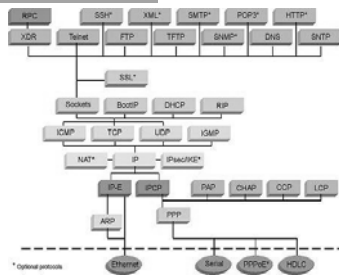 RPC SSH* XML* SMTP* POP3* HTTP*
XDR Telnet FTP TFTP SNMP* DNS SNTP
SSL*
Sockets BootIP DHCP RIP
ICMP TCP UDP IGMP
NAT* IP IPsec/IKE*
IP-E IPCP PAP CHAP CCP LCP
ARP PPP
* Optional protocols
Ethernet Serial PPPoE* HDLC